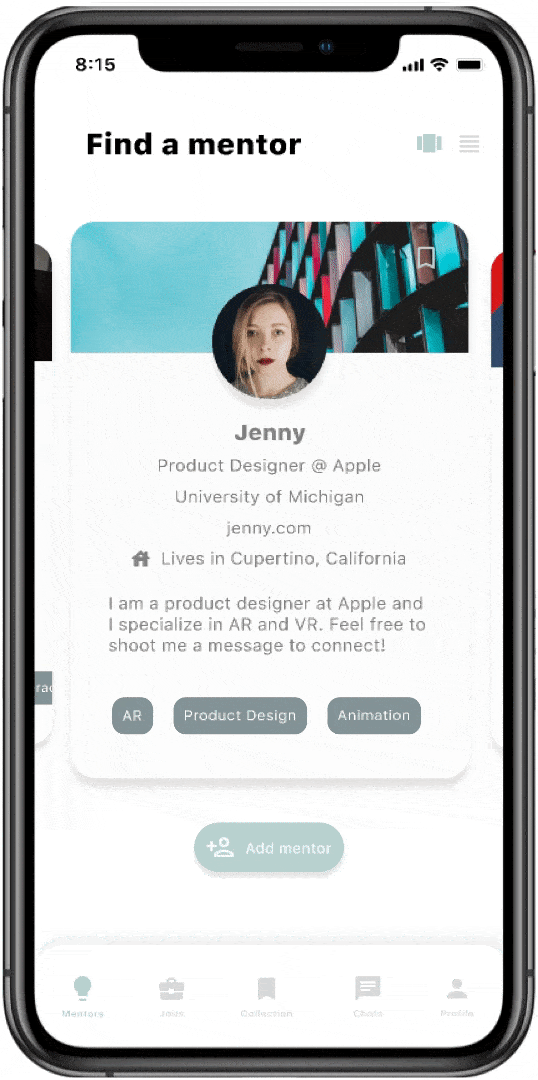 8:15
Find a mentor
Jenny
Product Designer @ Apple
University of Michigan
jenny.com
Lives in Cupertino, California
I am a product designer at Apple and
I specialize in AR and VR. Feel free to
shoot me a message to connect!
AR Product Design Animation
Add mentor
Mentors Jobs Collection Chats Profile